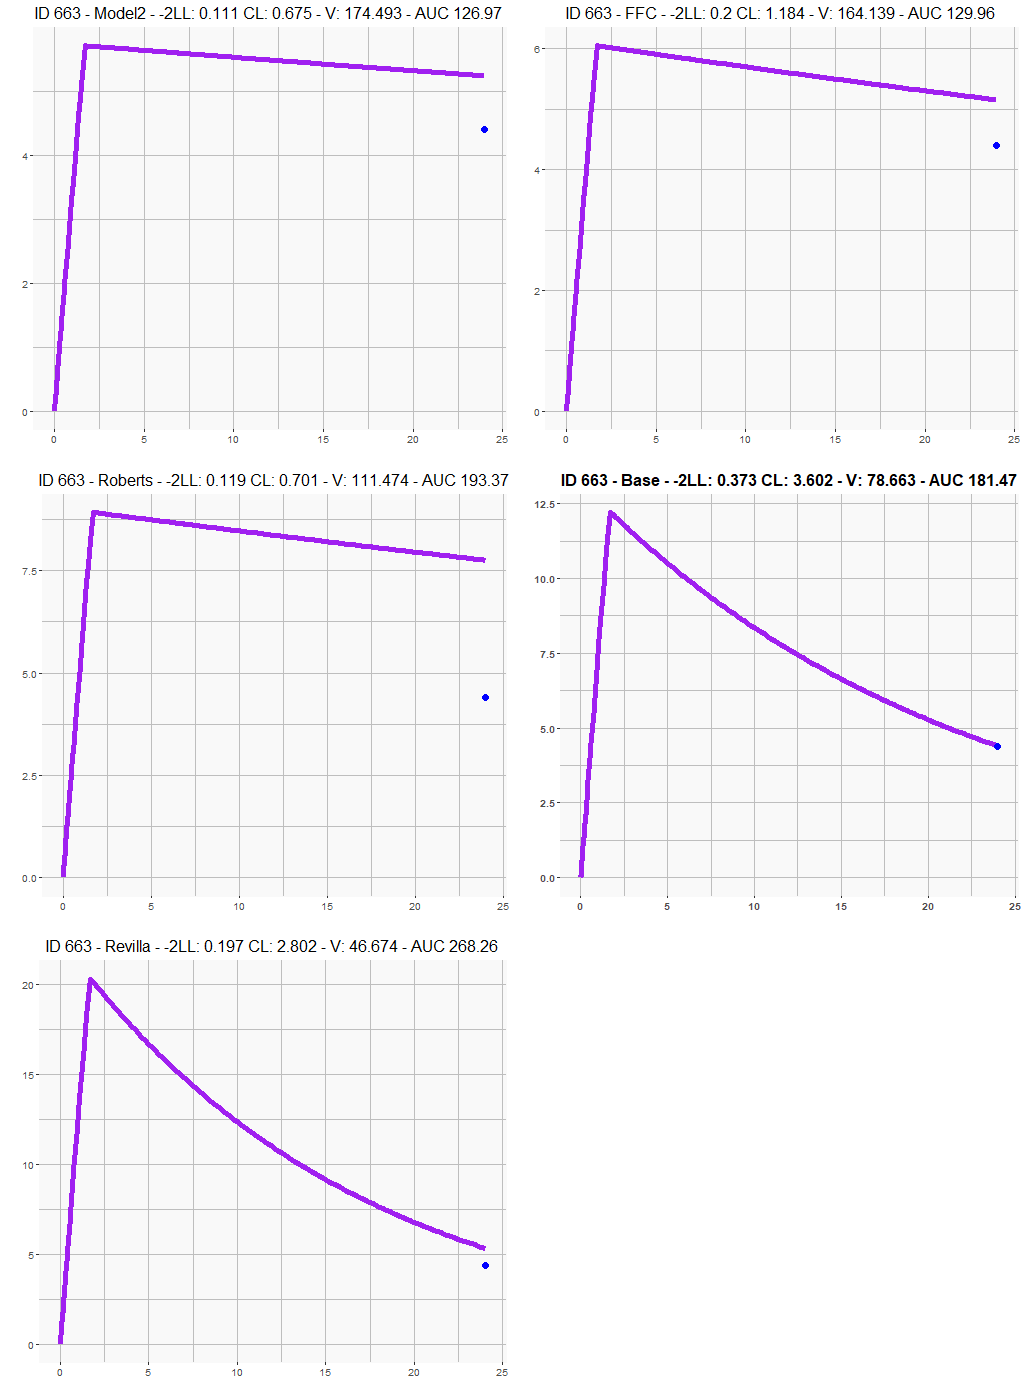 ID 663 - Model2 - -2LL: 0.111 CL: 0.675 - V: 174.493 - AUC 126.97
4
2
0
0 5 10 15 20 25
ID 663 - FFC - -2LL: 0.2 CL: 1.184 - V: 164.139 - AUC 129.96
6
4
2
0
0 5 10 15 20 25
ID 663 - Roberts - -2LL: 0.119 CL: 0.701 - V: 111.474 - AUC 193.37
7.5
5.0
2.5
0.0
0 5 10 15 20 25
ID 663 - Base - -2LL: 0.373 CL: 3.602 - V: 78.663 - AUC 181.47
12.5
10.0
7.5
5.0
2.5
0.0
0 5 10 15 20 25
ID 663 - Revilla - -2LL: 0.197 CL: 2.802 - V: 46.674 - AUC 268.26
20
15
10
5
0
0 5 10 15 20 25